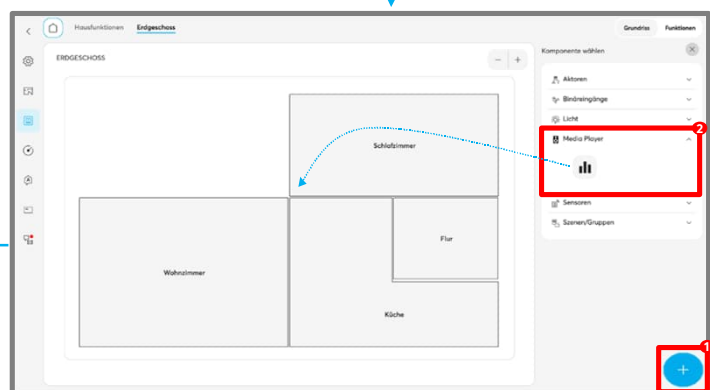 Hausfunktionen Erdgeschoss Grundriss Funktionen
ERDGESCHOSS
− +
Komponente wählen
Aktoren
Binäreingänge
Licht
2
Media Player
Sensoren
Szenen/Gruppen
Schlafzimmer
Flur
Wohnzimmer
Küche
1
+